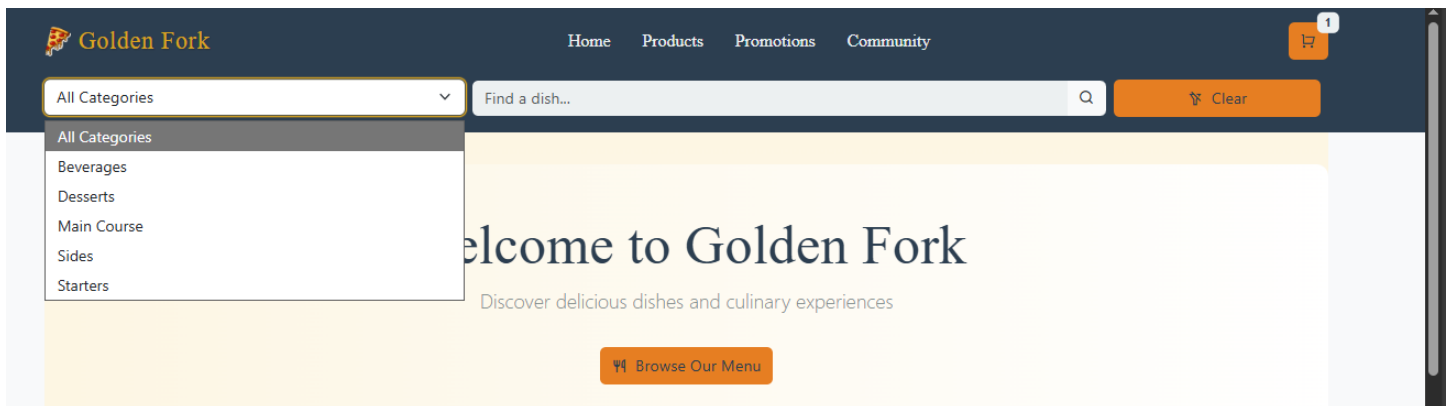 Golden Fork
Home Products Promotions Community
1
All Categories
Find a dish...
Clear
All Categories
Beverages
Desserts
Main Course
Sides
Starters
elcome to Golden Fork
Discover delicious dishes and culinary experiences
Browse Our Menu